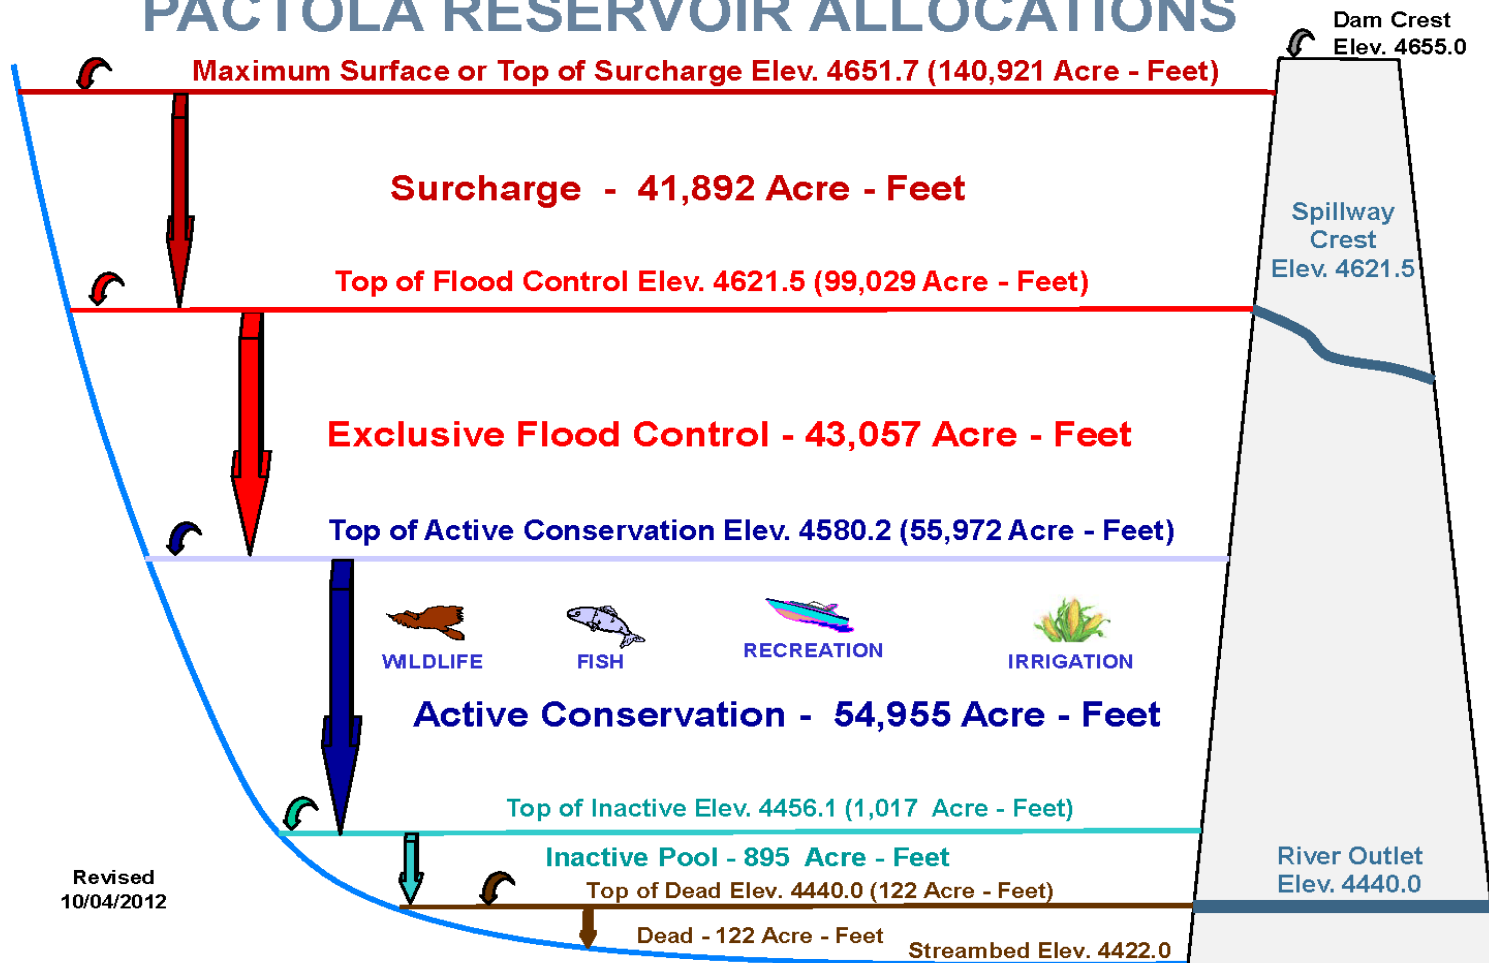 PACTOLA RESERVOIR ALLOCATIONS
Dam Crest
Elev. 4655.0
Maximum Surface or Top of Surcharge Elev. 4651.7 (140,921 Acre - Feet)
Surcharge - 41,892 Acre - Feet
Spillway
Crest
Elev. 4621.5
Top of Flood Control Elev. 4621.5 (99,029 Acre - Feet)
Exclusive Flood Control - 43,057 Acre - Feet
Top of Active Conservation Elev. 4580.2 (55,972 Acre - Feet)
WILDLIFE
FISH
RECREATION
IRRIGATION
Active Conservation - 54,955 Acre - Feet
Top of Inactive Elev. 4456.1 (1,017 Acre - Feet)
Inactive Pool - 895 Acre - Feet
River Outlet
Elev. 4440.0
Revised
10/04/2012
Top of Dead Elev. 4440.0 (122 Acre - Feet)
Dead - 122 Acre - Feet
Streambed Elev. 4422.0